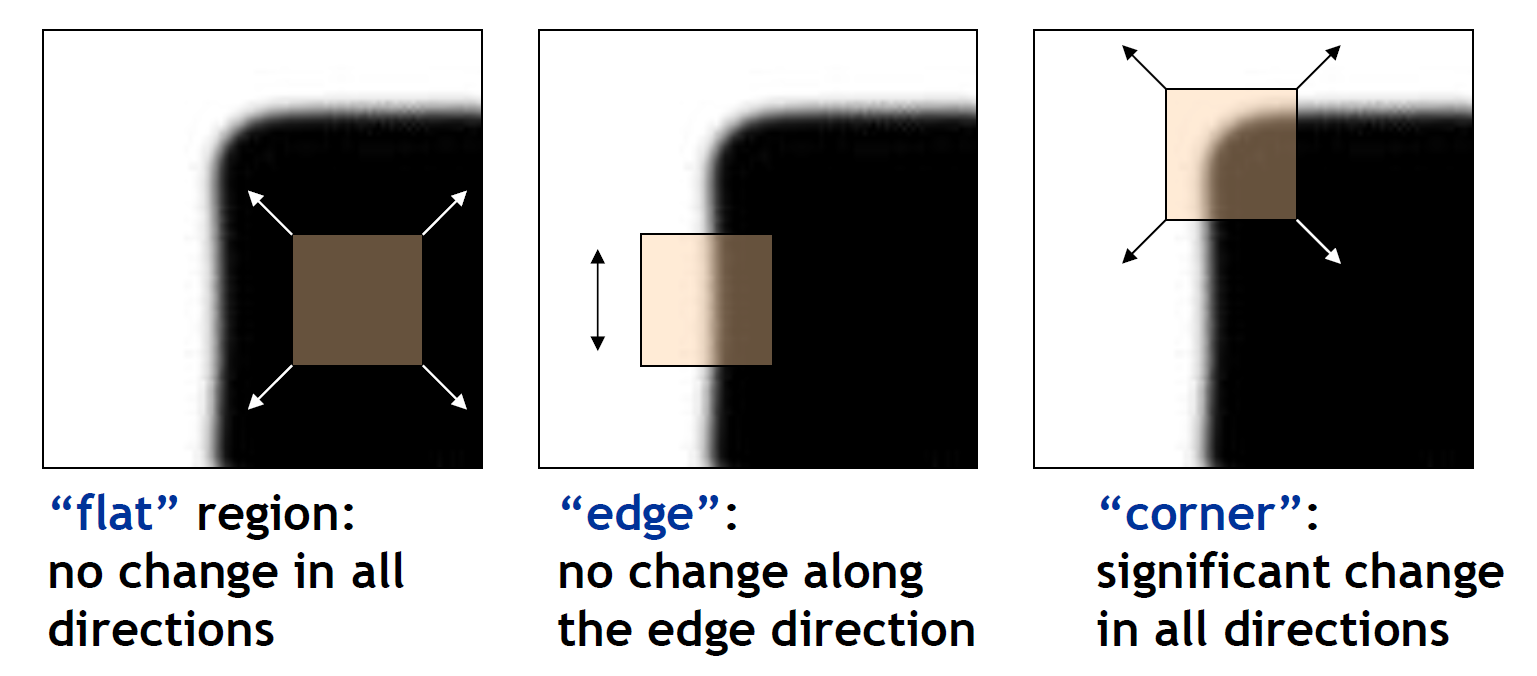 “flat” region:
no change in all
directions
“edge”:
no change along
the edge direction
“corner”:
significant change
in all directions